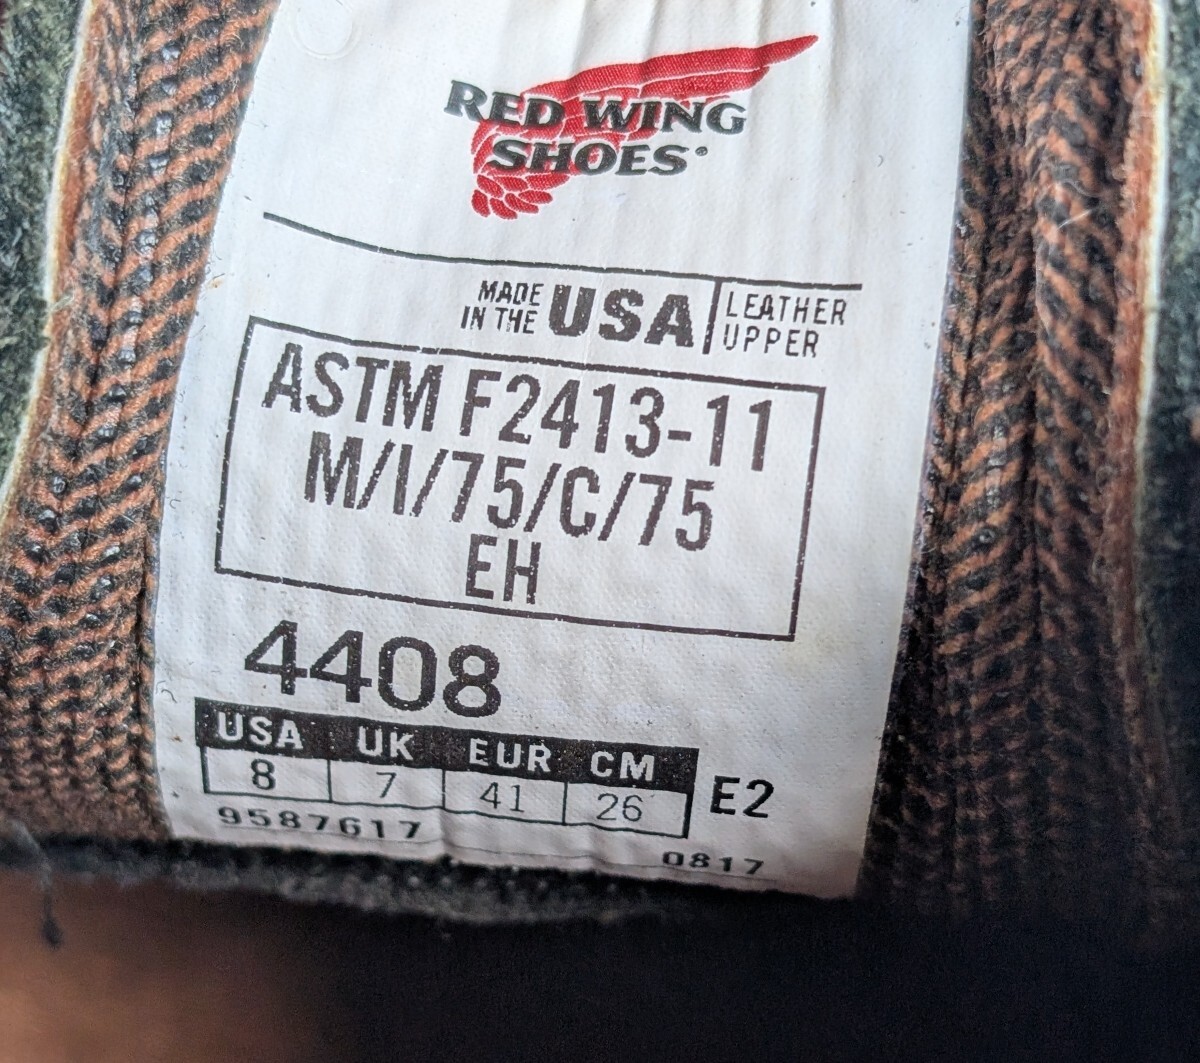 RED WING
SHOES
MADE
IN THE
USA
LEATHER
UPPER
ASTM F2413-11
M/I/75/C/75
EH
4408
USA UK EUR CM
8 7 41 26 E2
9587617
0817